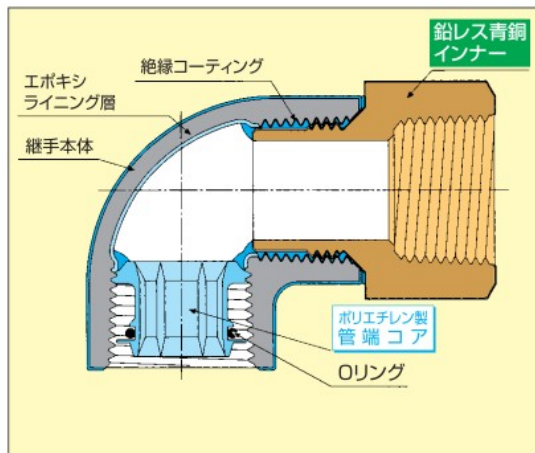 鉛レス青銅
インナー
絶縁コーティング
エポキシ
ライニング層
継手本体
ポリエチレン製
管端コア
Oリング